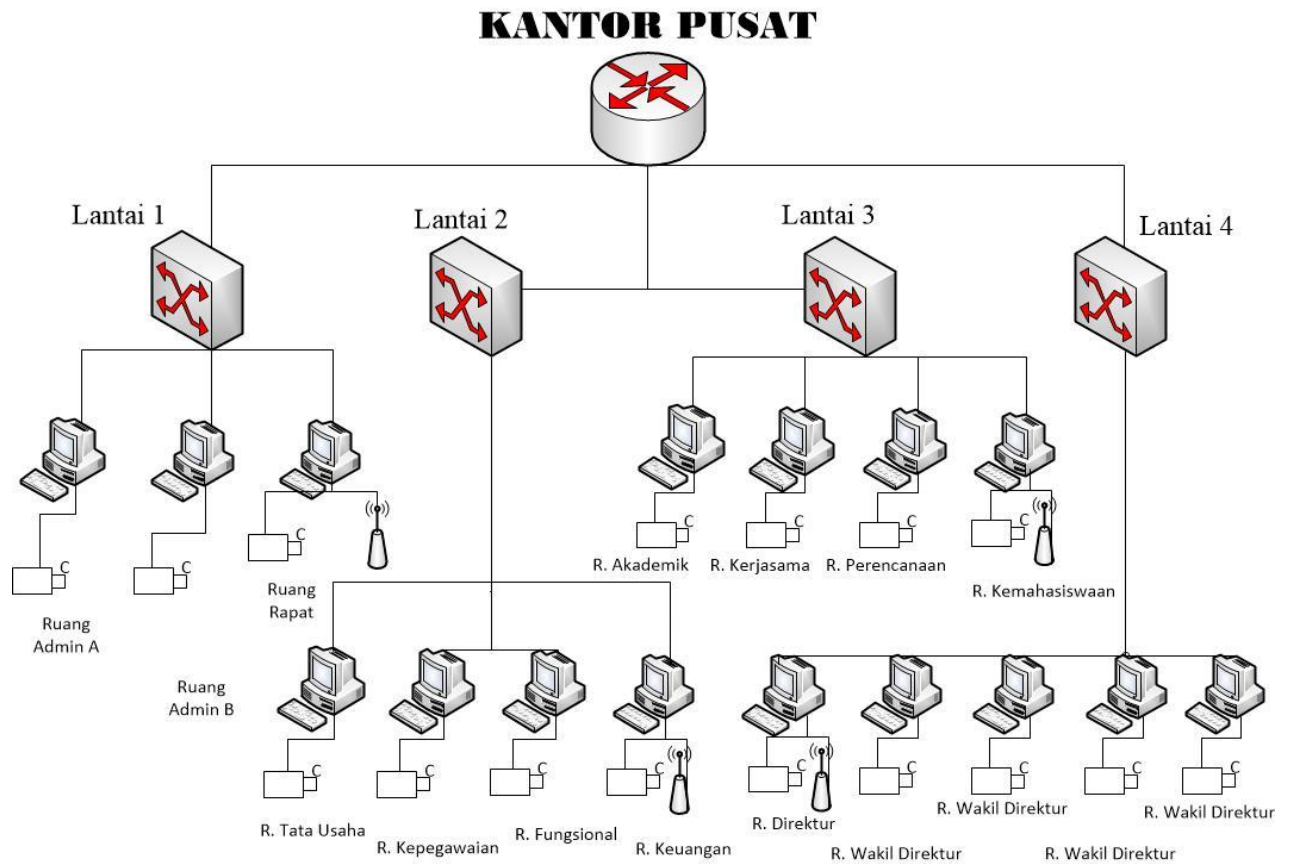 KANTOR PUSAT
Lantai 1
Lantai 2
Lantai 3
Lantai 4
C
C
C
Ruang
Admin A
Ruang
Rapat
C
C
C
C
R. Akademik
R. Kerjasama
R. Perencanaan
R. Kemahasiswaan
Ruang
Admin B
C
C
C
C
R. Tata Usaha
R. Kepegawaian
R. Fungsional
R. Keuangan
C
C
C
C
C
R. Direktur
R. Wakil Direktur
R. Wakil Direktur
R. Wakil Direktur
R. Wakil Direktur